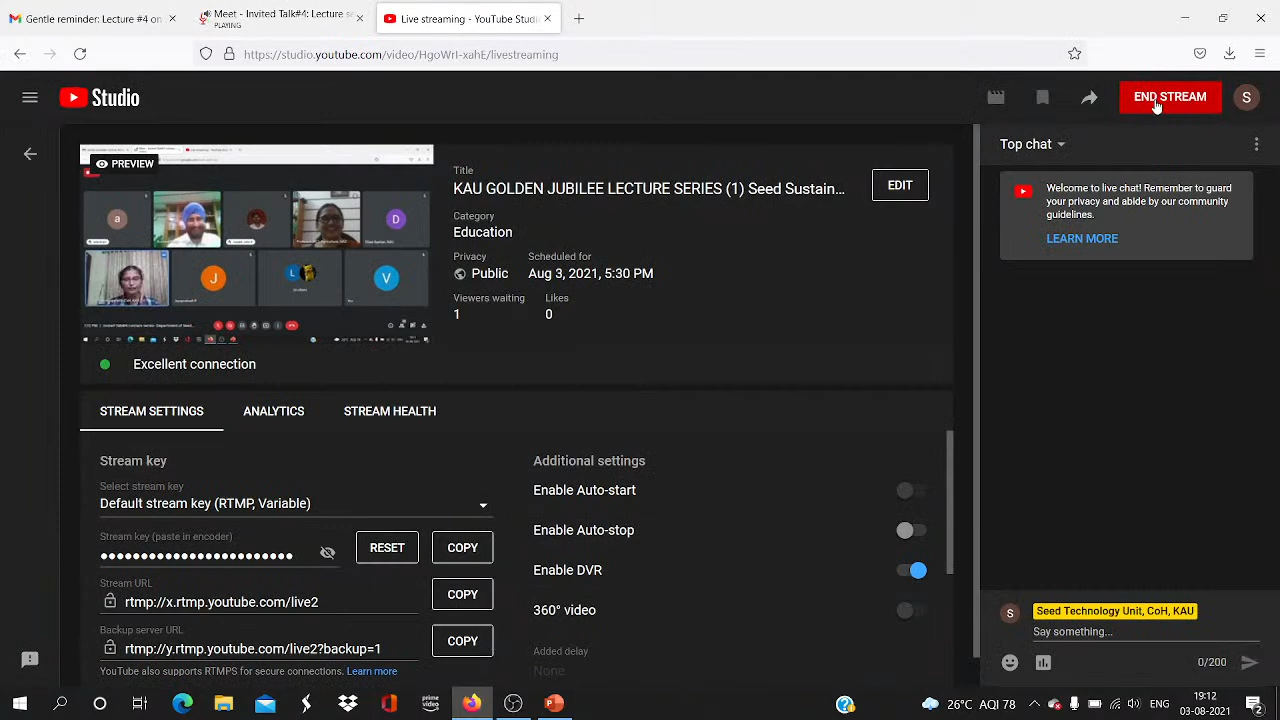 Gentle reminder: Lecture #4 on
Meet - Invited Talk#4: Lecture se
PLAYING
Live streaming - YouTube Studio
https://studio.youtube.com/video/HgoWrI-xahE/livestreaming
Studio
END STREAM
S
PREVIEW
Title
KAU GOLDEN JUBILEE LECTURE SERIES (1) Seed Sustain...
EDIT
Category
Education
Privacy
Public
Scheduled for
Aug 3, 2021, 5:30 PM
Viewers waiting
1
Likes
0
a
D
J
L
V
Excellent connection
STREAM SETTINGS
ANALYTICS
STREAM HEALTH
Stream key
Select stream key
Default stream key (RTMP, Variable)
Stream key (paste in encoder)
RESET
COPY
Stream URL
rtmp://x.rtmp.youtube.com/live2
COPY
Backup server URL
rtmp://y.rtmp.youtube.com/live2?backup=1
COPY
YouTube also supports RTMPS for secure connections. Learn more
Additional settings
Enable Auto-start
Enable Auto-stop
Enable DVR
360° video
Added delay
None
Top chat
Welcome to live chat! Remember to guard
your privacy and abide by our community
guidelines.
LEARN MORE
S
Seed Technology Unit, CoH, KAU
Say something...
0/200
prime
video
26°C AQI 78
ENG
19:12
03-08-2021
2